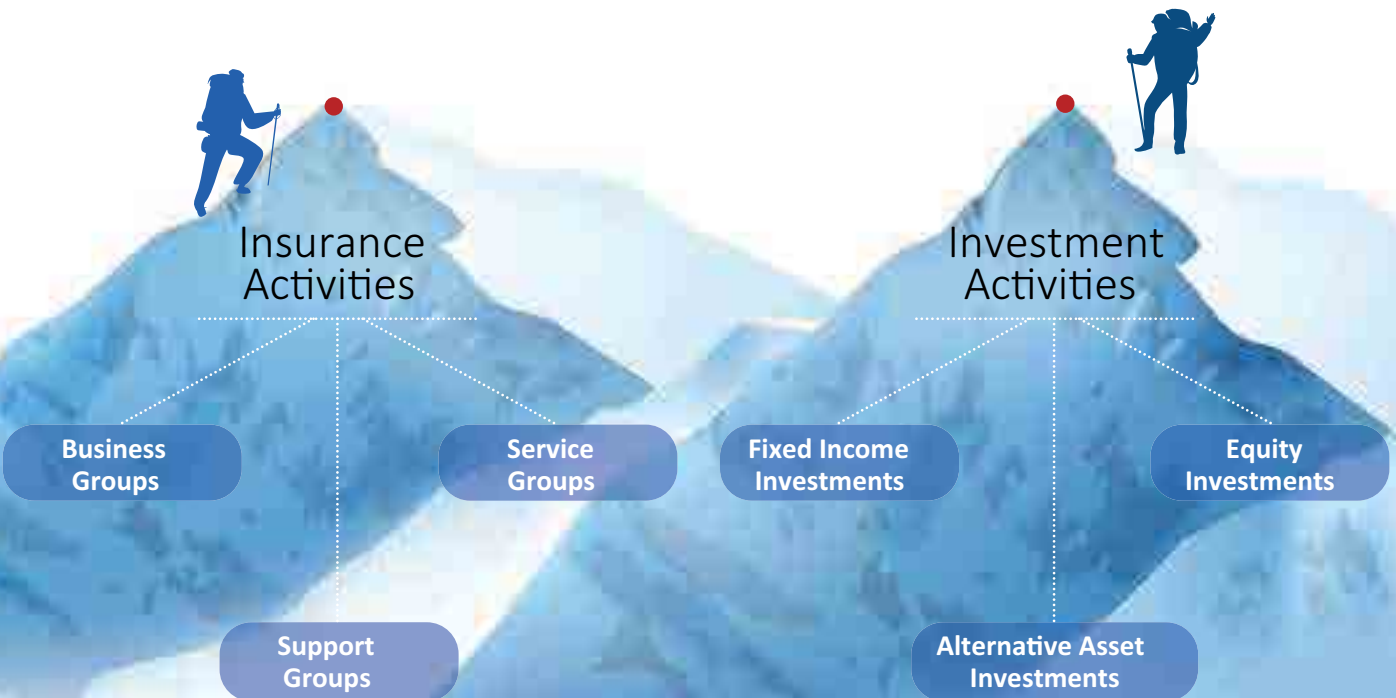 Insurance
Activities
Business
Groups
Service
Groups
Support
Groups
Investment
Activities
Fixed Income
Investments
Equity
Investments
Alternative Asset
Investments